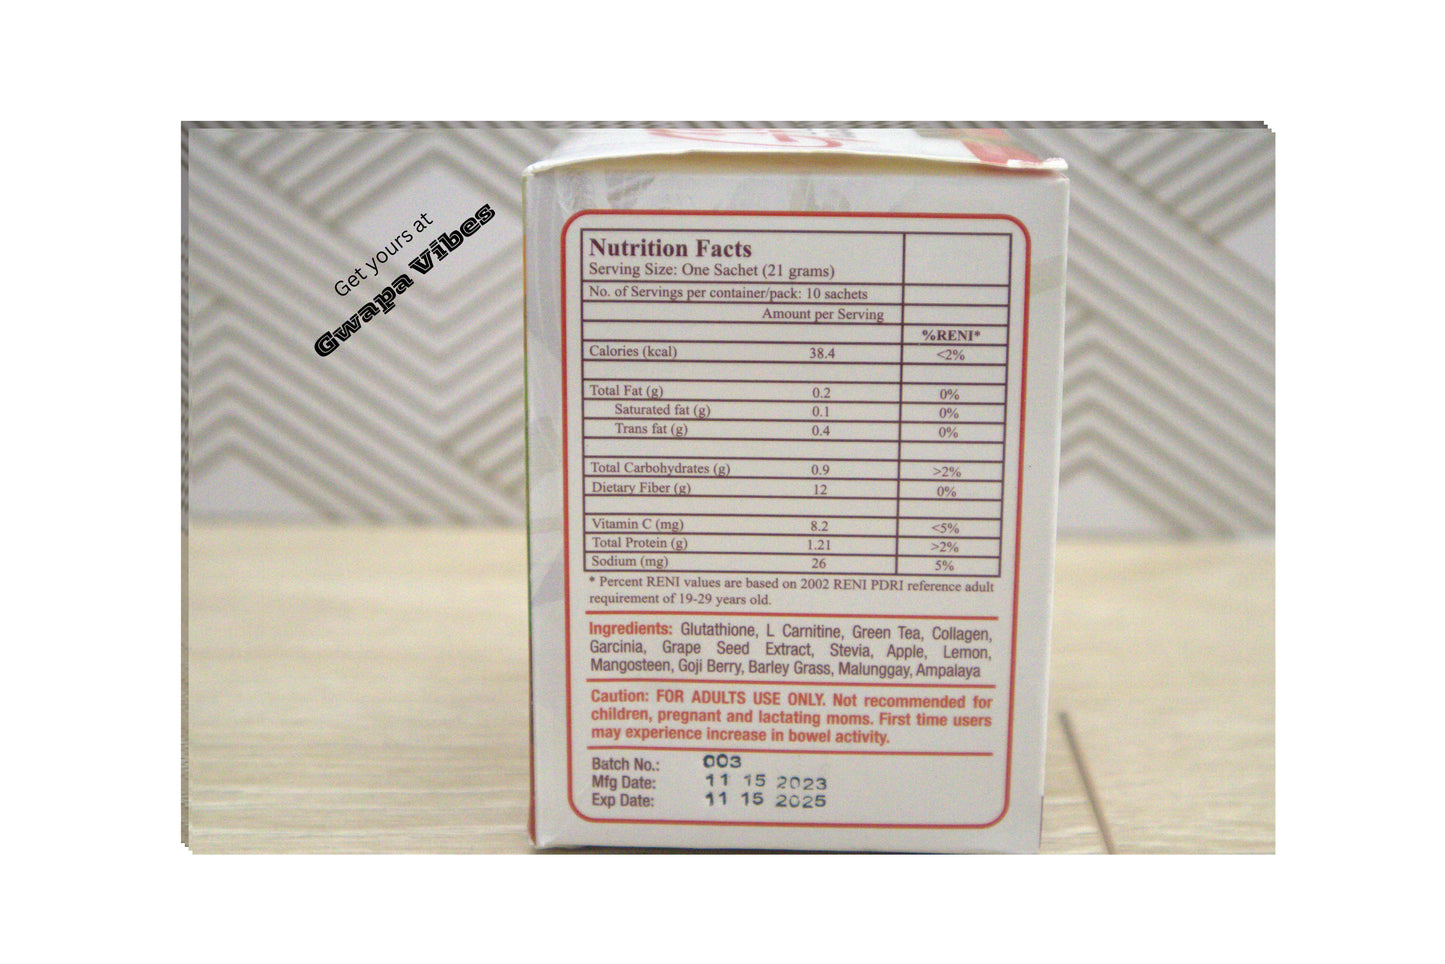 Get yours at
Gwapa Vibes
Nutrition Facts
Serving Size: One Sachet (21 grams)
No. of Servings per container/pack: 10 sachets
Amount per Serving
%RENI*
Calories (kcal) 38.4 <2%
Total Fat (g) 0.2 0%
Saturated fat (g) 0.1 0%
Trans fat (g) 0.4 0%
Total Carbohydrates (g) 0.9 >2%
Dietary Fiber (g) 12 0%
Vitamin C (mg) 8.2 <5%
Total Protein (g) 1.21 >2%
Sodium (mg) 26 5%
* Percent RENI values are based on 2002 RENI PDRI reference adult
requirement of 19-29 years old.
Ingredients: Glutathione, L Carnitine, Green Tea, Collagen,
Garcinia, Grape Seed Extract, Stevia, Apple, Lemon,
Mangosteen, Goji Berry, Barley Grass, Malunggay, Ampalaya
Caution: FOR ADULTS USE ONLY. Not recommended for
children, pregnant and lactating moms. First time users
may experience increase in bowel activity.
Batch No.: 003
Mfg Date: 11 15 2023
Exp Date: 11 15 2025